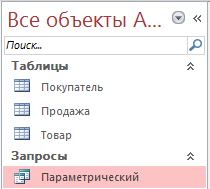 Все объекты A...
Поиск...
Таблицы
Покупатель
Продажа
Товар
Запросы
Параметрический